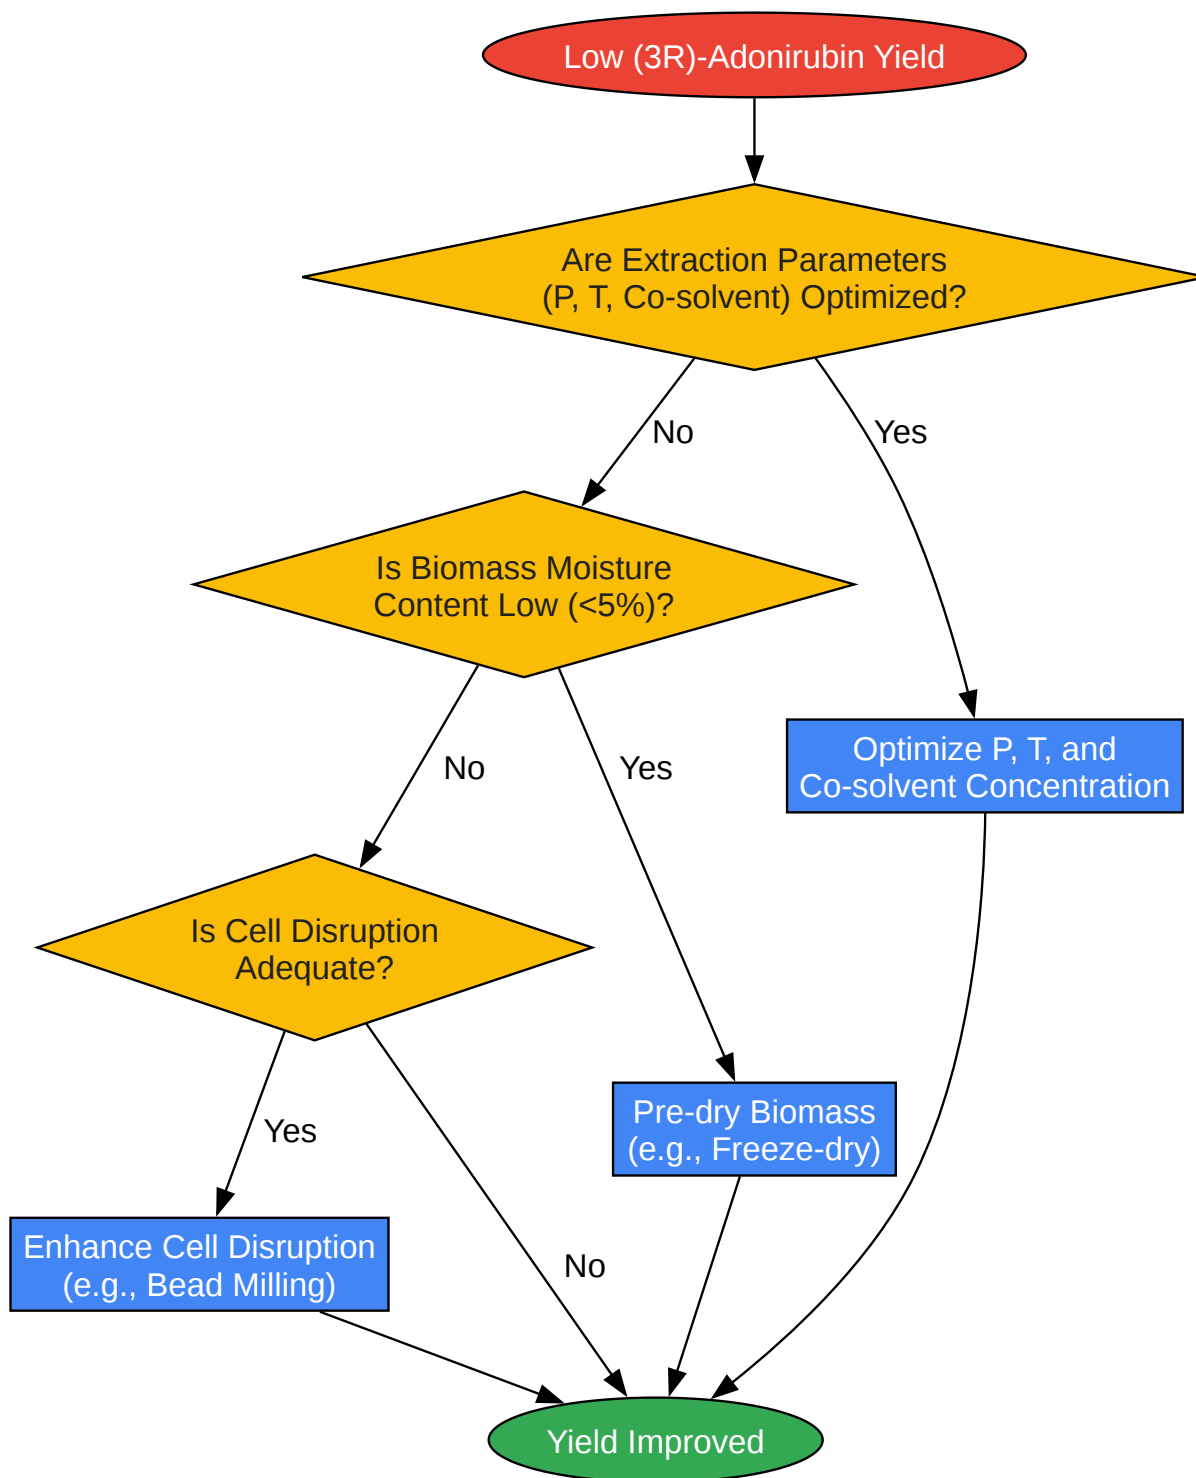 Low (3R)-Adonirubin Yield
Are Extraction Parameters
(P, T, Co-solvent) Optimized?
No
Yes
Is Biomass Moisture
Content Low (<5%)?
Optimize P, T, and
Co-solvent Concentration
No
Yes
Is Cell Disruption
Adequate?
Pre-dry Biomass
(e.g., Freeze-dry)
Yes
Enhance Cell Disruption
(e.g., Bead Milling)
No
Yield Improved